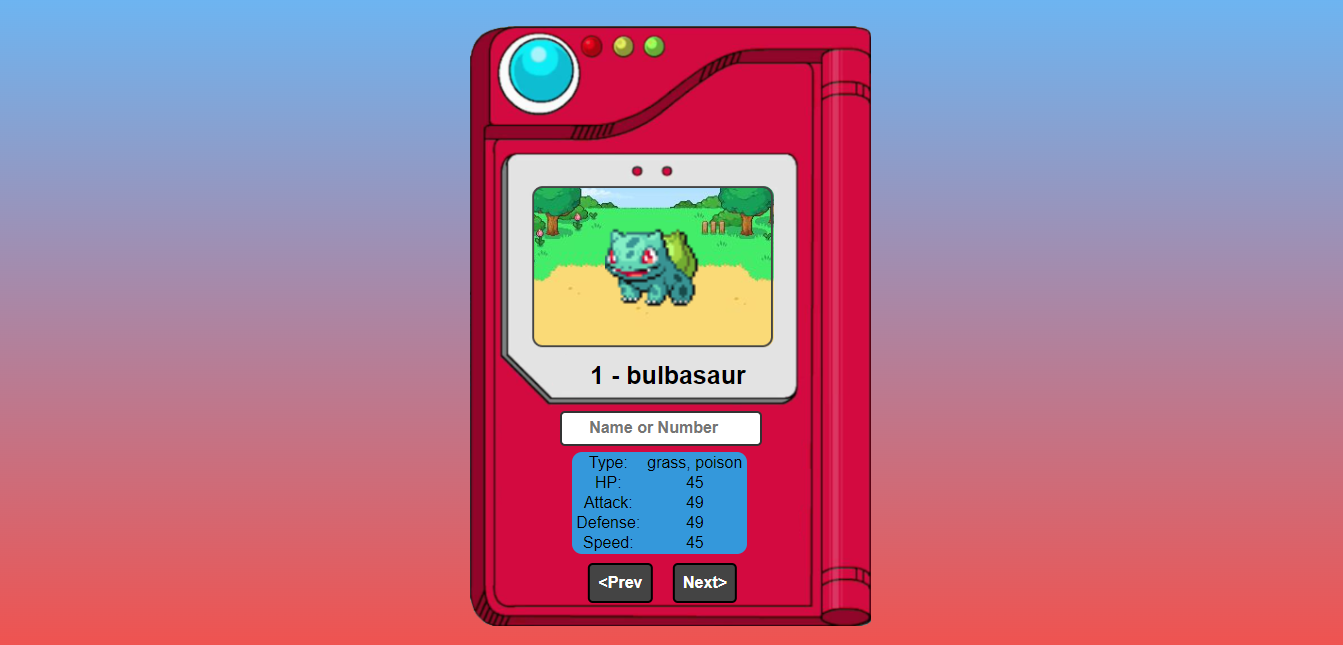 1 - bulbasaur
Name or Number
Type: grass, poison
HP: 45
Attack: 49
Defense: 49
Speed: 45
<Prev Next>